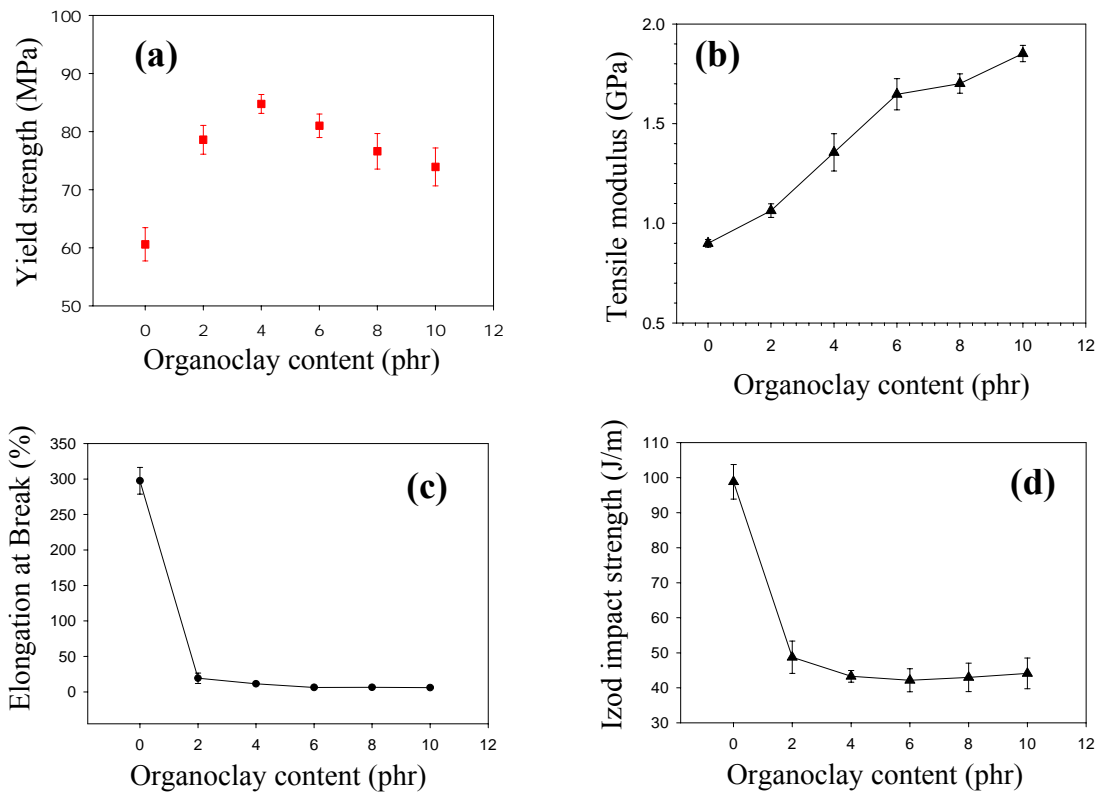 (a)
Yield strength (MPa)
100
90
80
70
60
50
0 2 4 6 8 10 12
Organoclay content (phr)
(b)
Tensile modulus (GPa)
2.0
1.5
1.0
0.5
0 2 4 6 8 10 12
Organoclay content (phr)
(c)
Elongation at Break (%)
350
300
250
200
150
100
50
0
0 2 4 6 8 10 12
Organoclay content (phr)
(d)
Izod impact strength (J/m)
110
100
90
80
70
60
50
40
30
0 2 4 6 8 10 12
Organoclay content (phr)